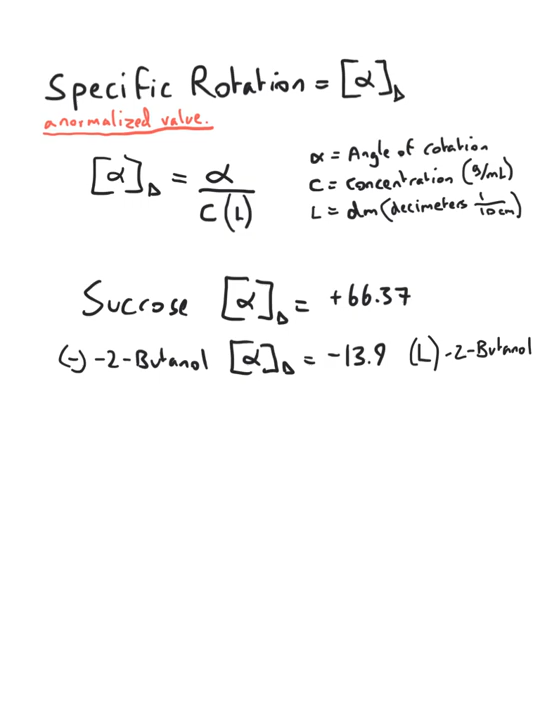 Specific Rotation = [α]D
a normalized value.
[α]D = α / C(L)
α = Angle of rotation
C = Concentration (g/mL)
L = dm (decimeters 1/10cm)
Sucrose [α]D = +66.37
(-)-2-Butanol [α]D = -13.9 (L)-2-Butanol